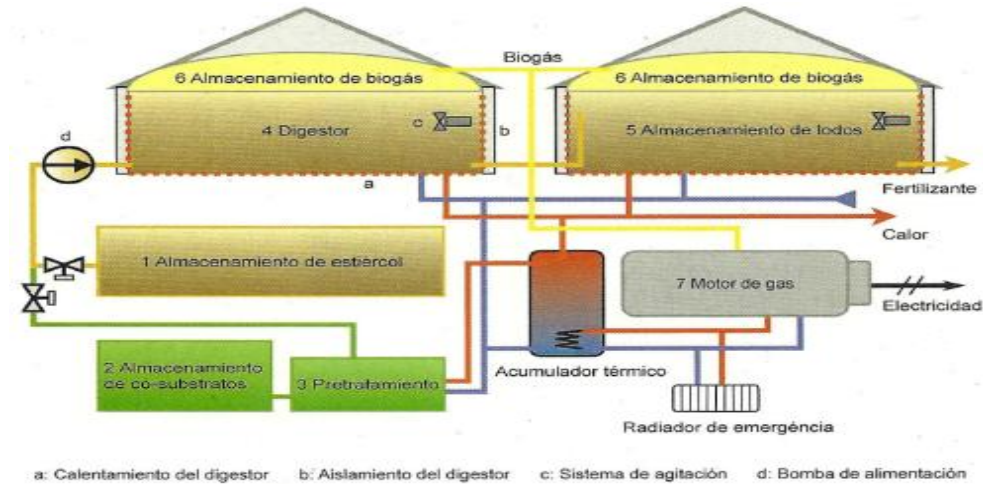 Biogás
6 Almacenamiento de biogás
6 Almacenamiento de biogás
d
4 Digestor
c
b
5 Almacenamiento de lodos
a
Fertilizante
Calor
1 Almacenamiento de estiércol
7 Motor de gas
Electricidad
2 Almacenamiento
de co-substratos
3 Pretratamiento
Acumulador térmico
Radiador de emergéncia
a: Calentamiento del digestor
b: Aislamiento del digestor
c: Sistema de agitación
d: Bomba de alimentación